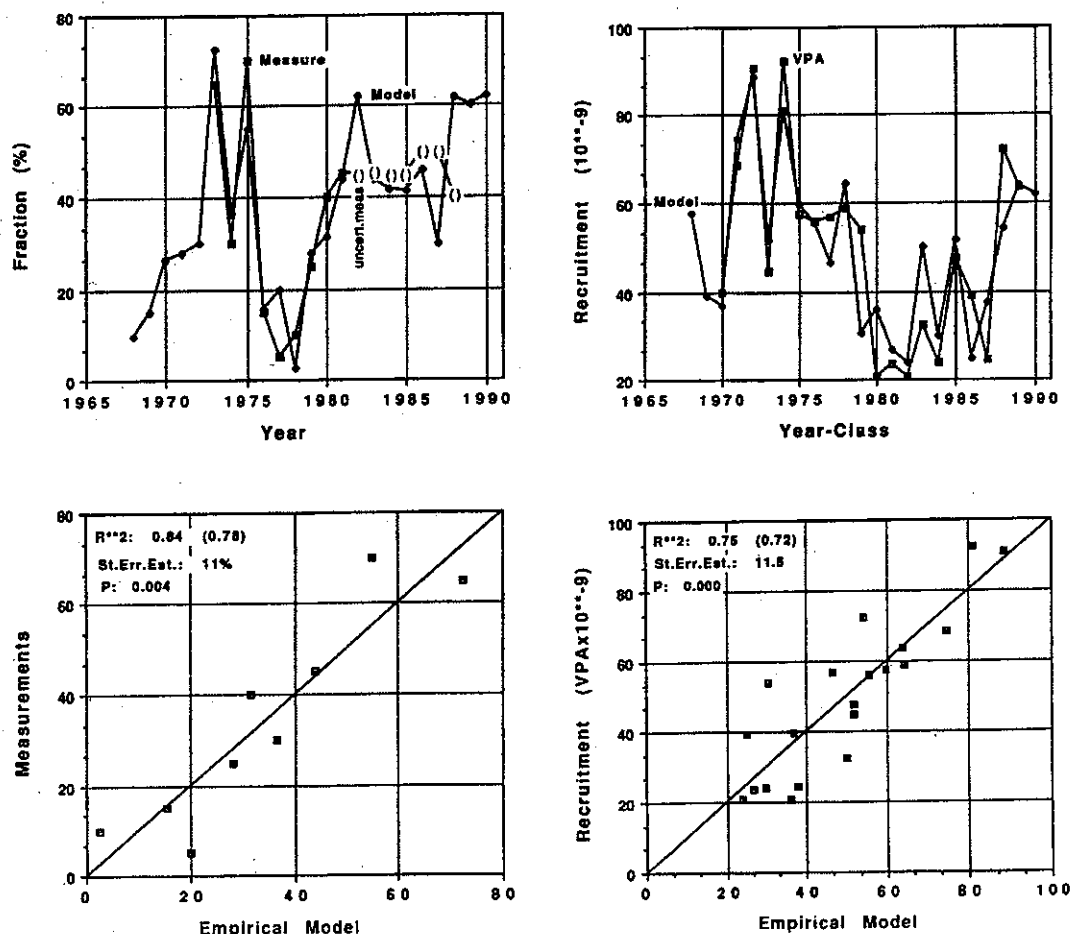 80
60
40
20
0
Fraction (%)
Measure
Model
() () () () () () ()
uncert.meas
1965 1970 1975 1980 1985 1990
Year
100
80
60
40
20
Recruitment (10**-9)
VPA
Model
1965 1970 1975 1980 1985 1990
Year-Class
80
60
40
20
0
Measurements
R**2: 0.84 (0.78)
St.Err.Est.: 11%
P: 0.004
0 20 40 60 80
Empirical Model
100
80
60
40
20
0
Recruitment (VPAx10**-9)
R**2: 0.75 (0.72)
St.Err.Est.: 11.5
P: 0.000
0 20 40 60 80 100
Empirical Model